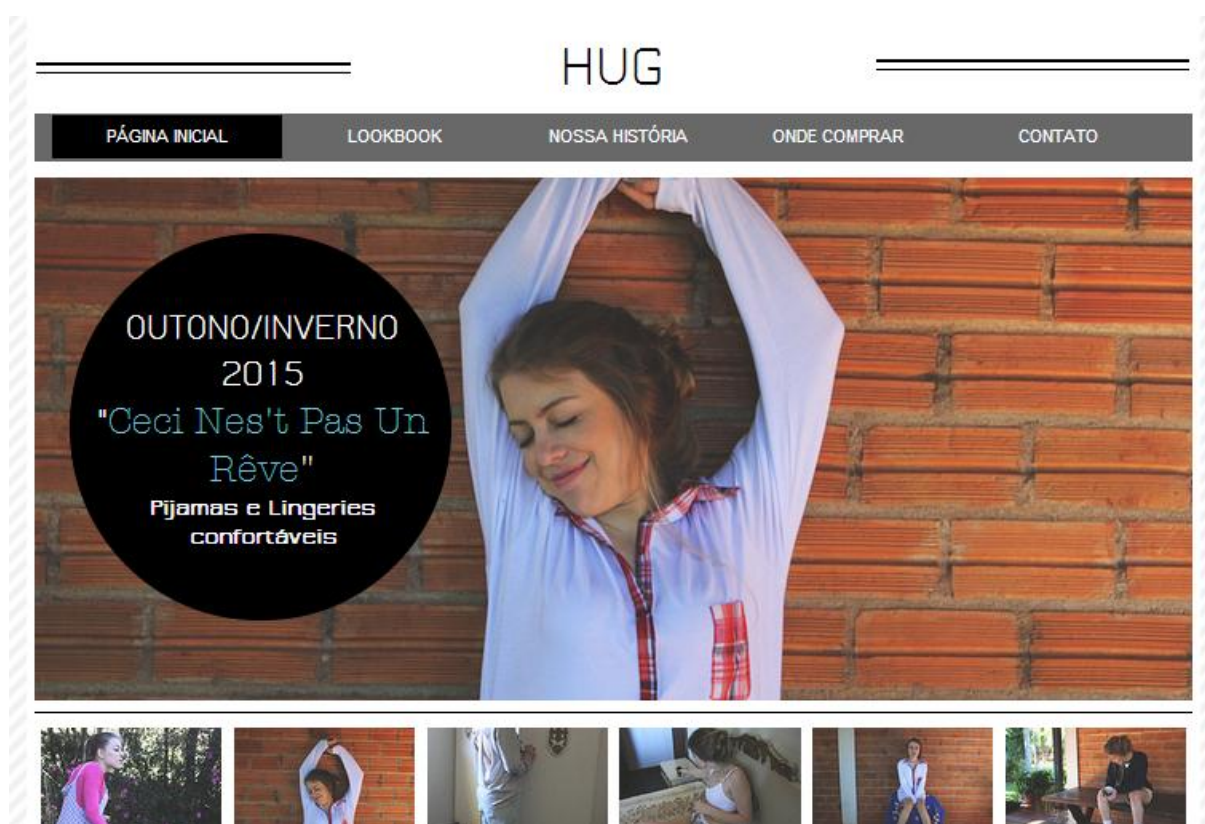 HUG
PÁGINA INICIAL LOOKBOOK NOSSA HISTÓRIA ONDE COMPRAR CONTATO
OUTONO/INVERNO
2015
"Ceci Nes't Pas Un
Rêve"
Pijamas e Lingeries
confortáveis